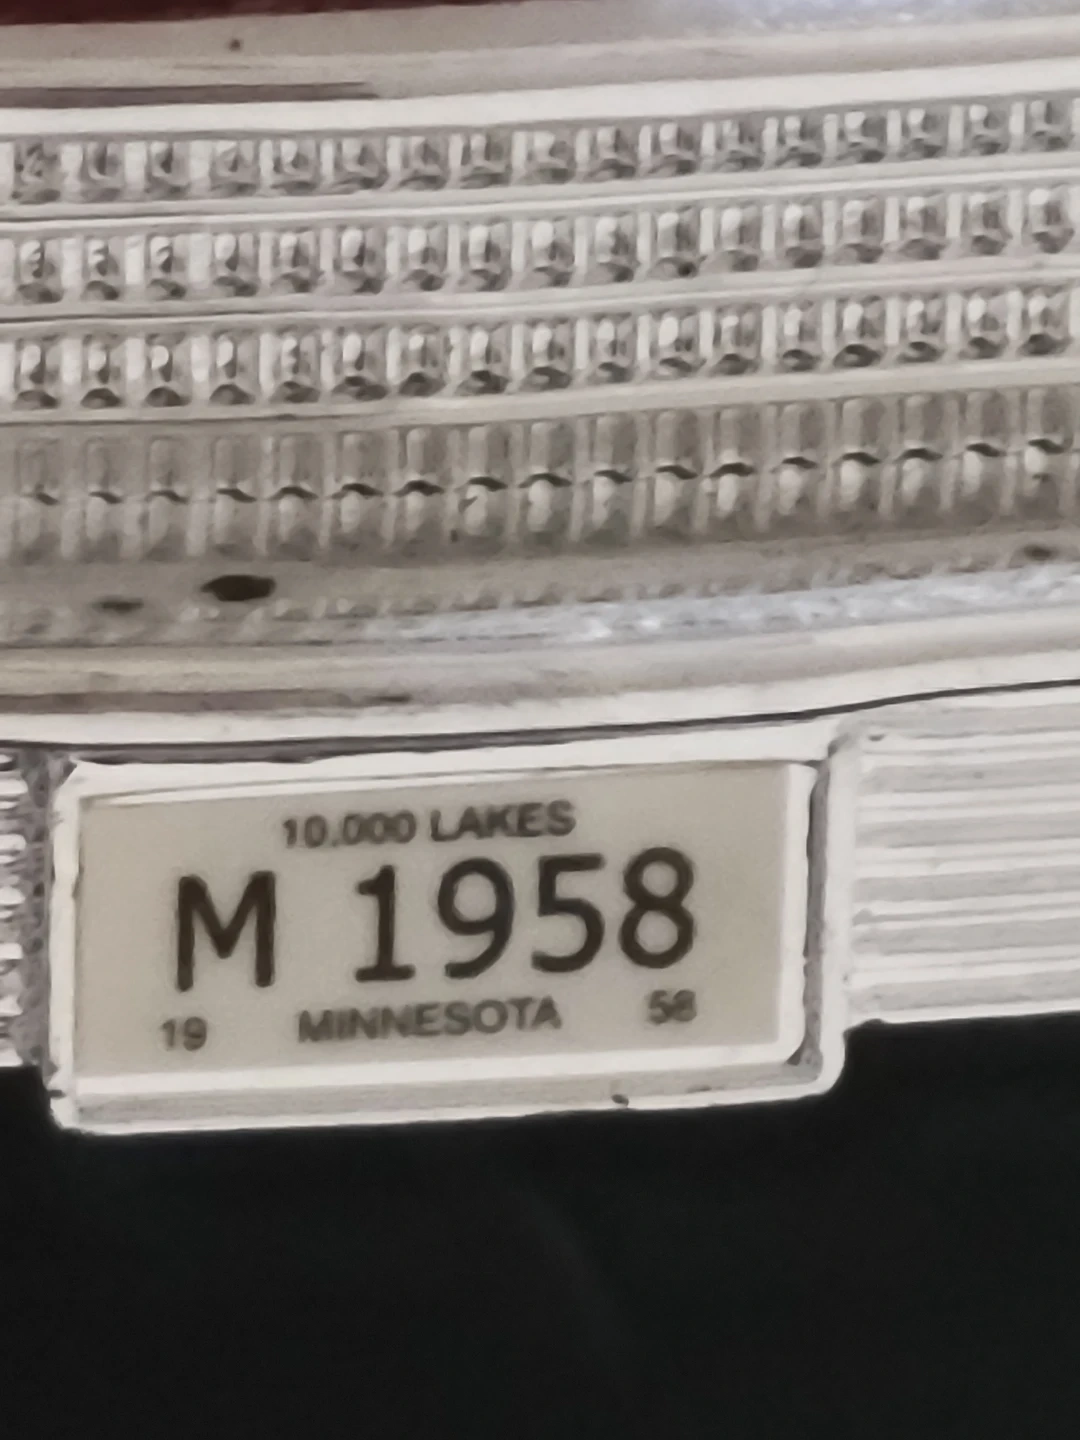 10,000 LAKES
M 1958
19 MINNESOTA 58